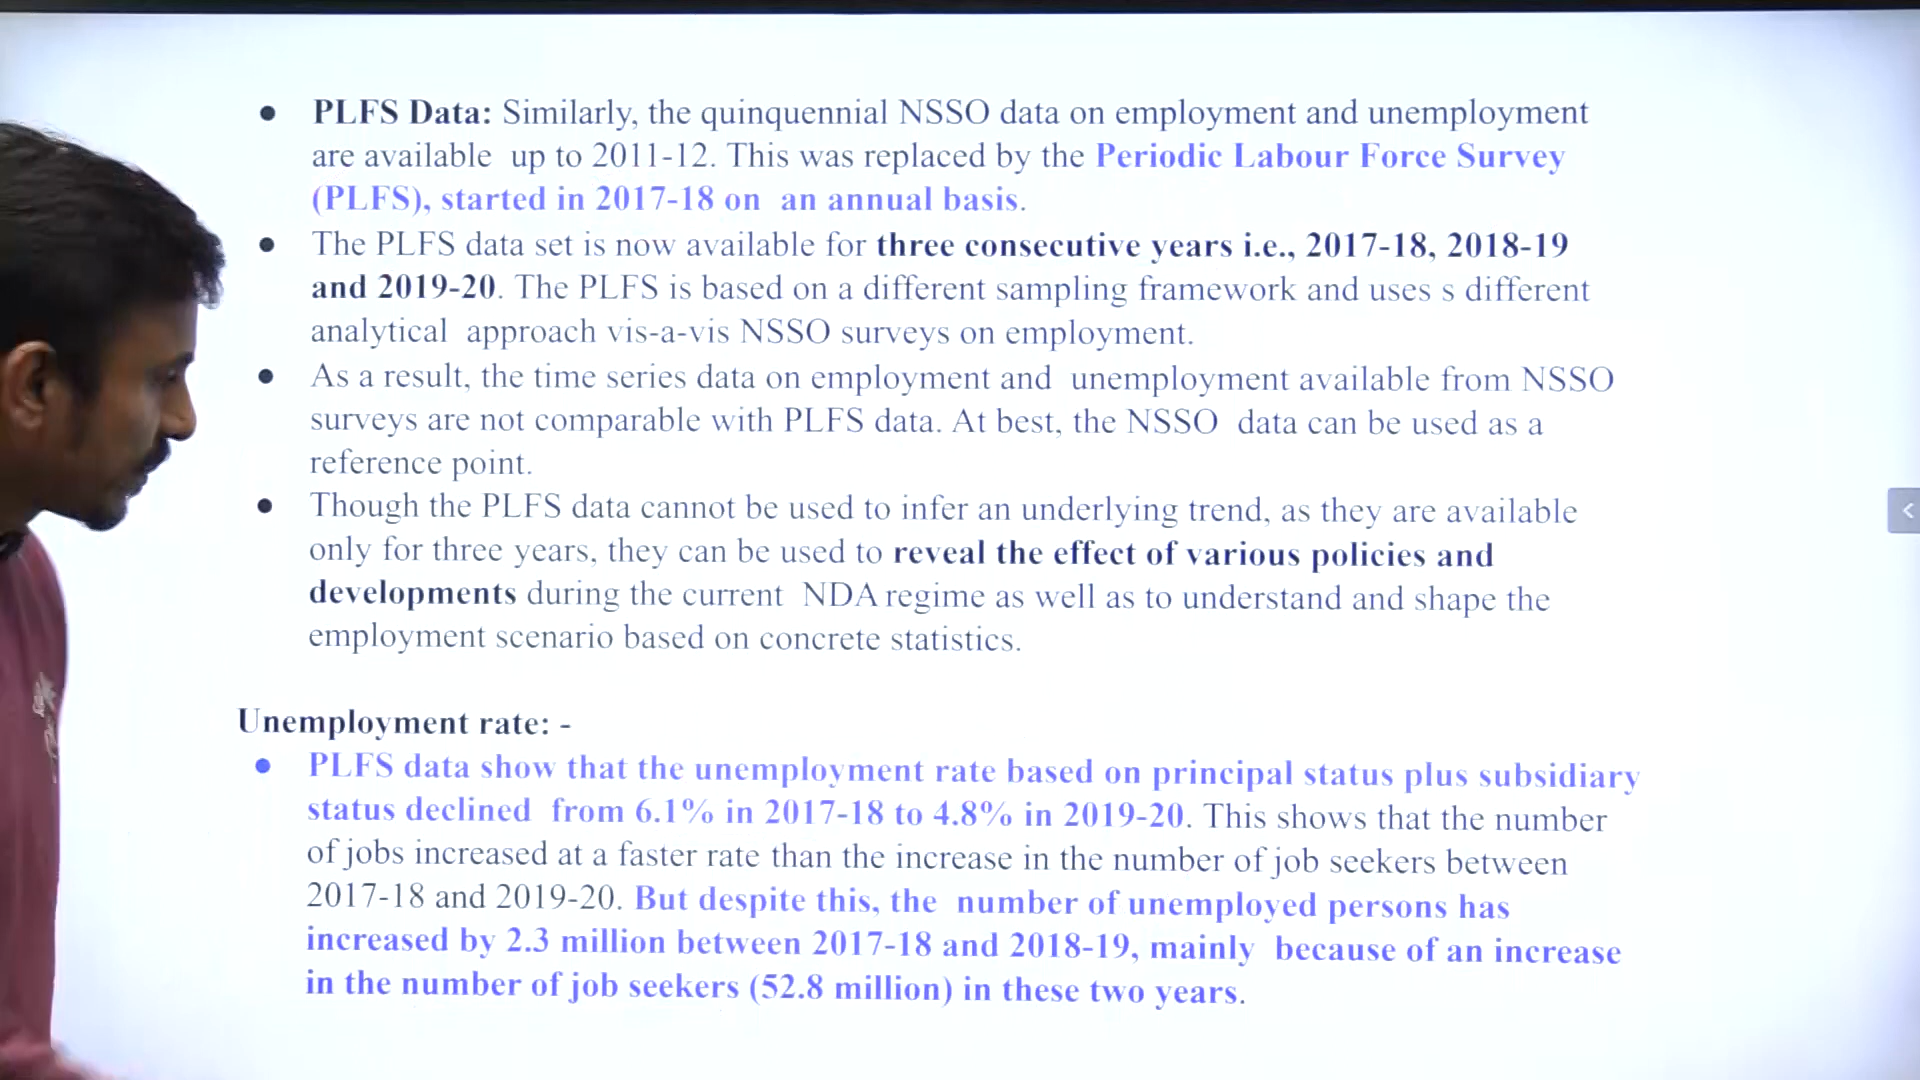 PLFS Data: Similarly, the quinquennial NSSO data on employment and unemployment
are available up to 2011-12. This was replaced by the Periodic Labour Force Survey
(PLFS), started in 2017-18 on an annual basis.
The PLFS data set is now available for three consecutive years i.e., 2017-18, 2018-19
and 2019-20. The PLFS is based on a different sampling framework and uses s different
analytical approach vis-a-vis NSSO surveys on employment.
As a result, the time series data on employment and unemployment available from NSSO
surveys are not comparable with PLFS data. At best, the NSSO data can be used as a
reference point.
Though the PLFS data cannot be used to infer an underlying trend, as they are available
only for three years, they can be used to reveal the effect of various policies and
developments during the current NDA regime as well as to understand and shape the
employment scenario based on concrete statistics.
Unemployment rate: -
PLFS data show that the unemployment rate based on principal status plus subsidiary
status declined from 6.1% in 2017-18 to 4.8% in 2019-20. This shows that the number
of jobs increased at a faster rate than the increase in the number of job seekers between
2017-18 and 2019-20. But despite this, the number of unemployed persons has
increased by 2.3 million between 2017-18 and 2018-19, mainly because of an increase
in the number of job seekers (52.8 million) in these two years.